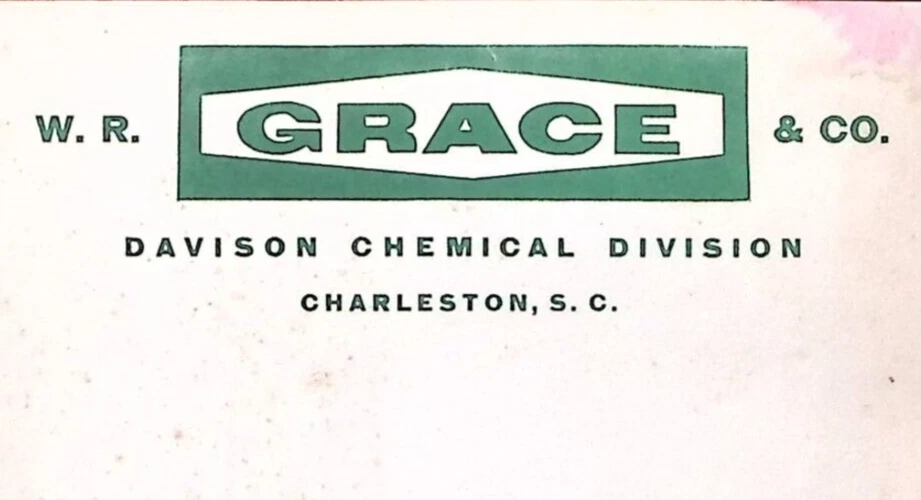 W. R. GRACE & CO.
DAVISON CHEMICAL DIVISION
CHARLESTON, S. C.